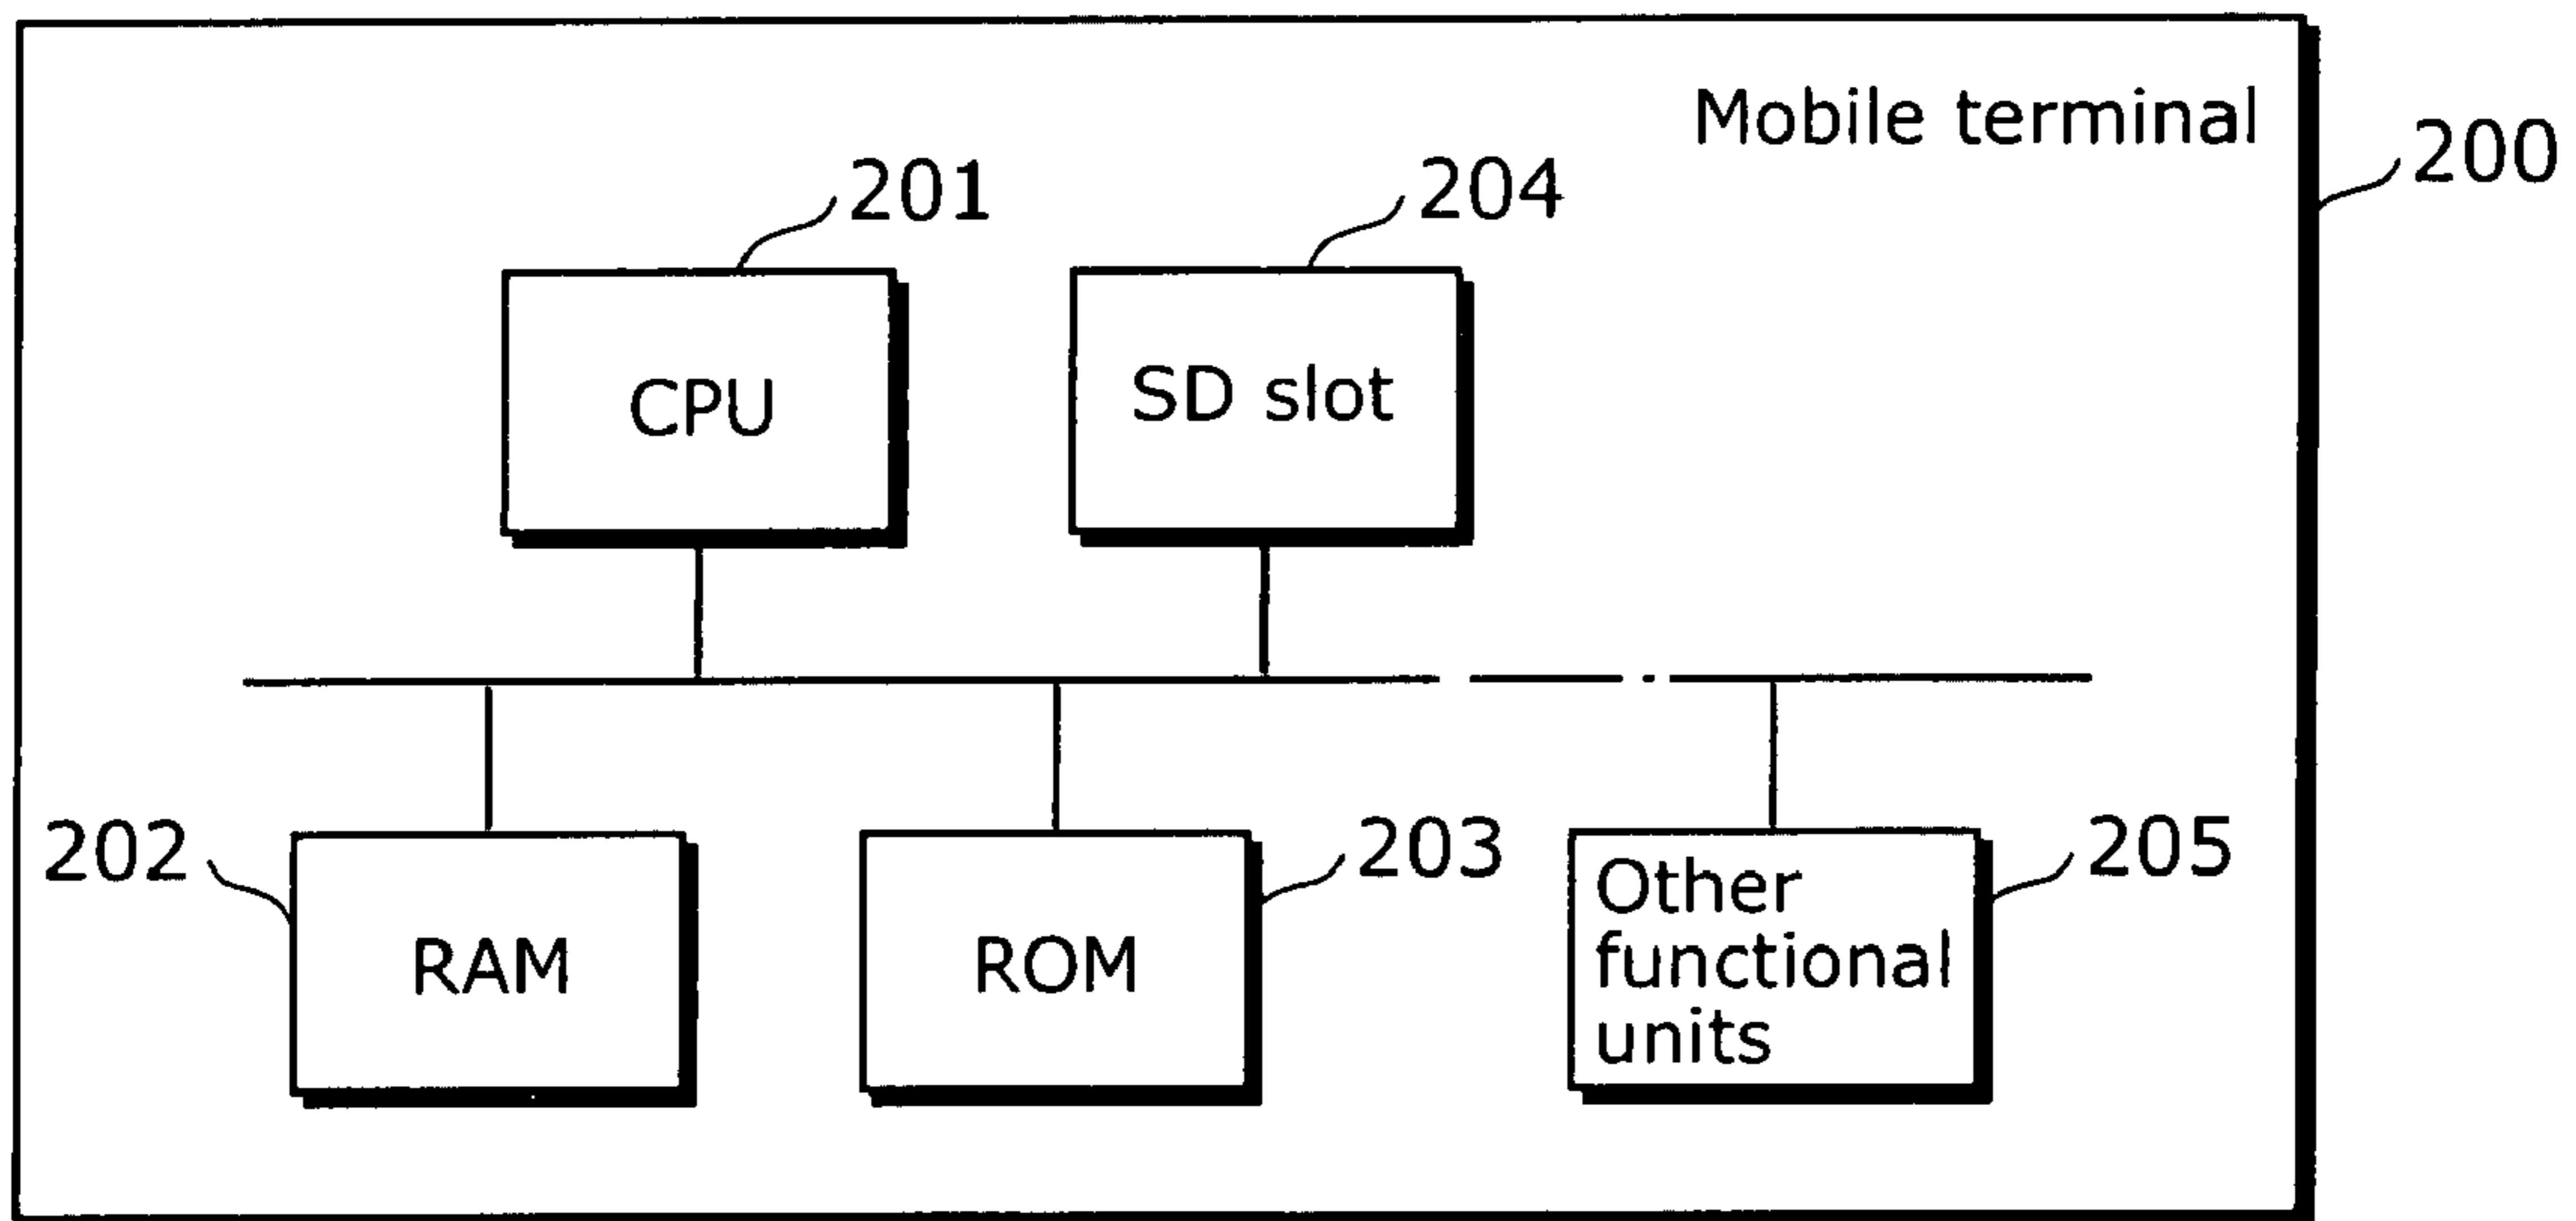 Mobile terminal
200
201
204
CPU
SD slot
202
203
205
RAM
ROM
Other
functional
units